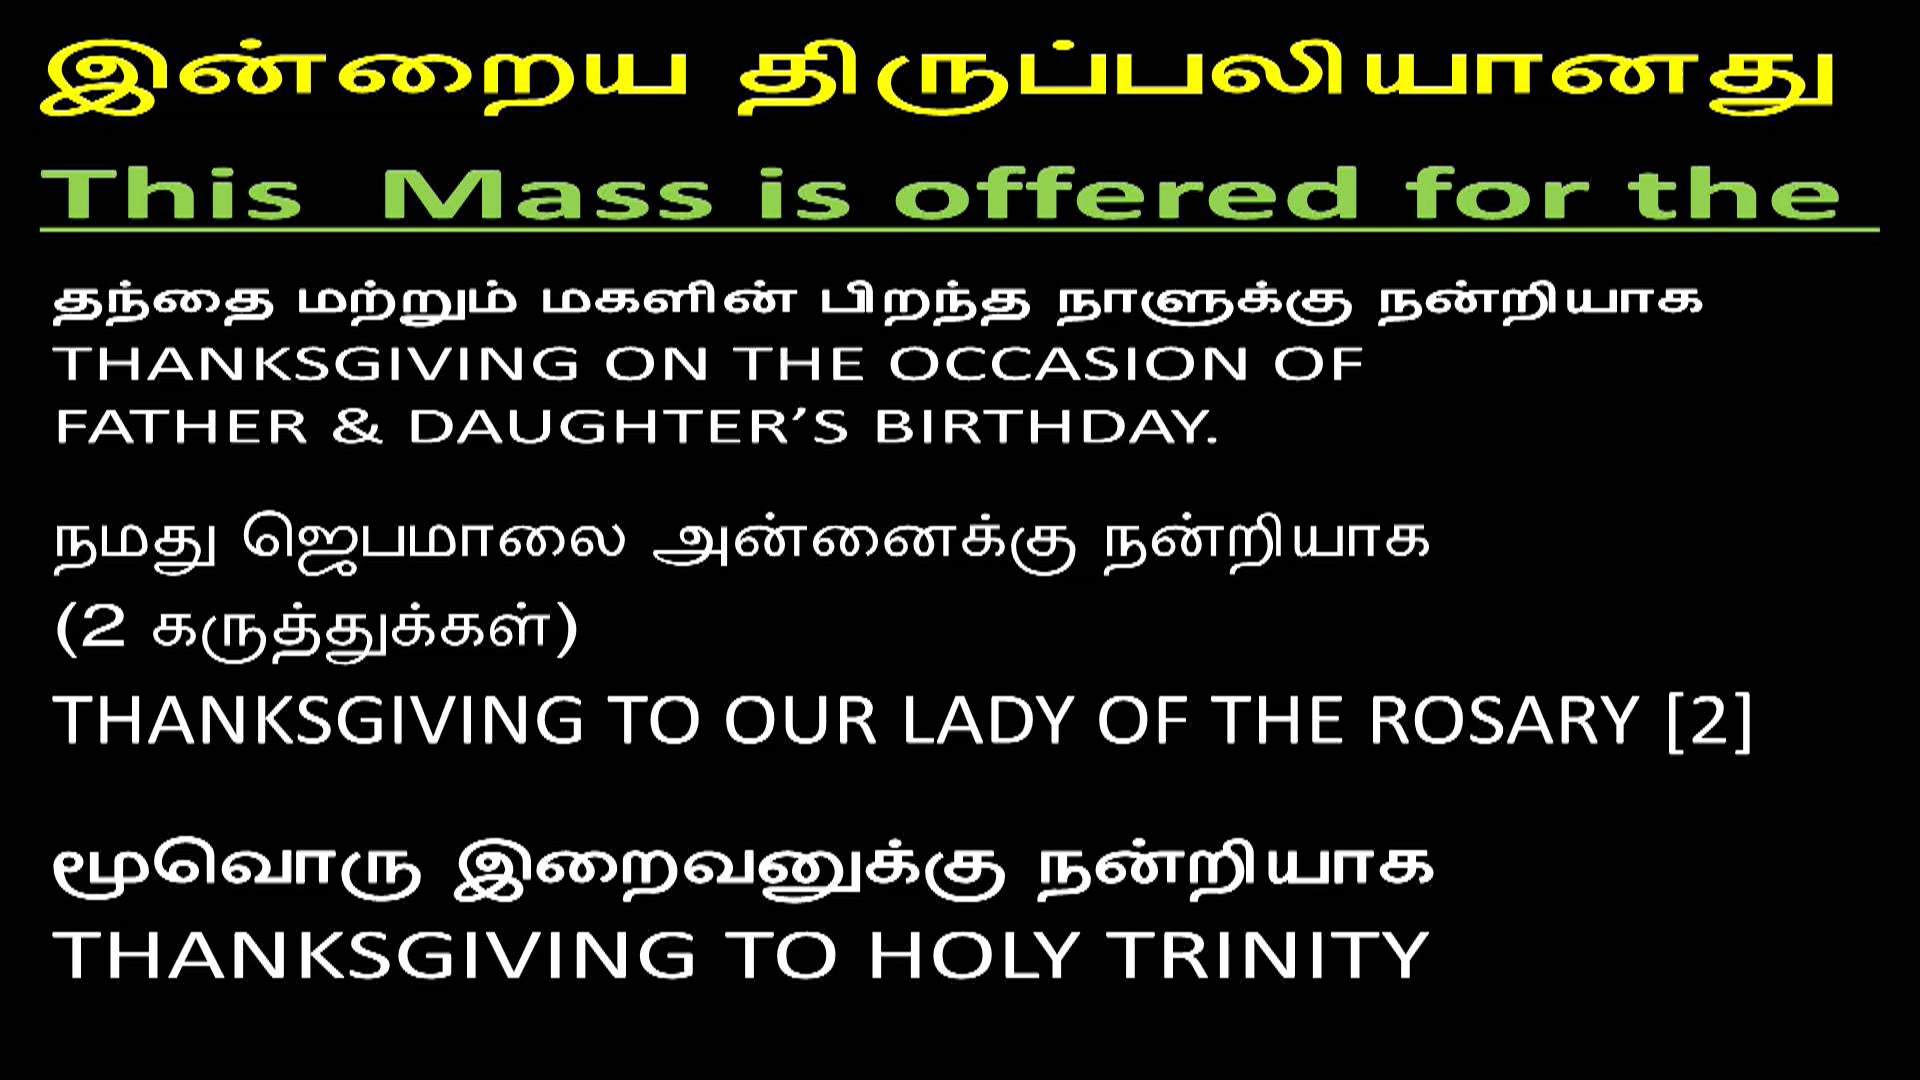 இன்றைய திருப்பலியானது
This Mass is offered for the
தந்தை மற்றும் மகளின் பிறந்த நாளுக்கு நன்றியாக
THANKSGIVING ON THE OCCASION OF
FATHER & DAUGHTER’S BIRTHDAY.
நமது ஜெபமாலை அன்னைக்கு நன்றியாக
(2 கருத்துக்கள்)
THANKSGIVING TO OUR LADY OF THE ROSARY [2]
மூவொரு இறைவனுக்கு நன்றியாக
THANKSGIVING TO HOLY TRINITY